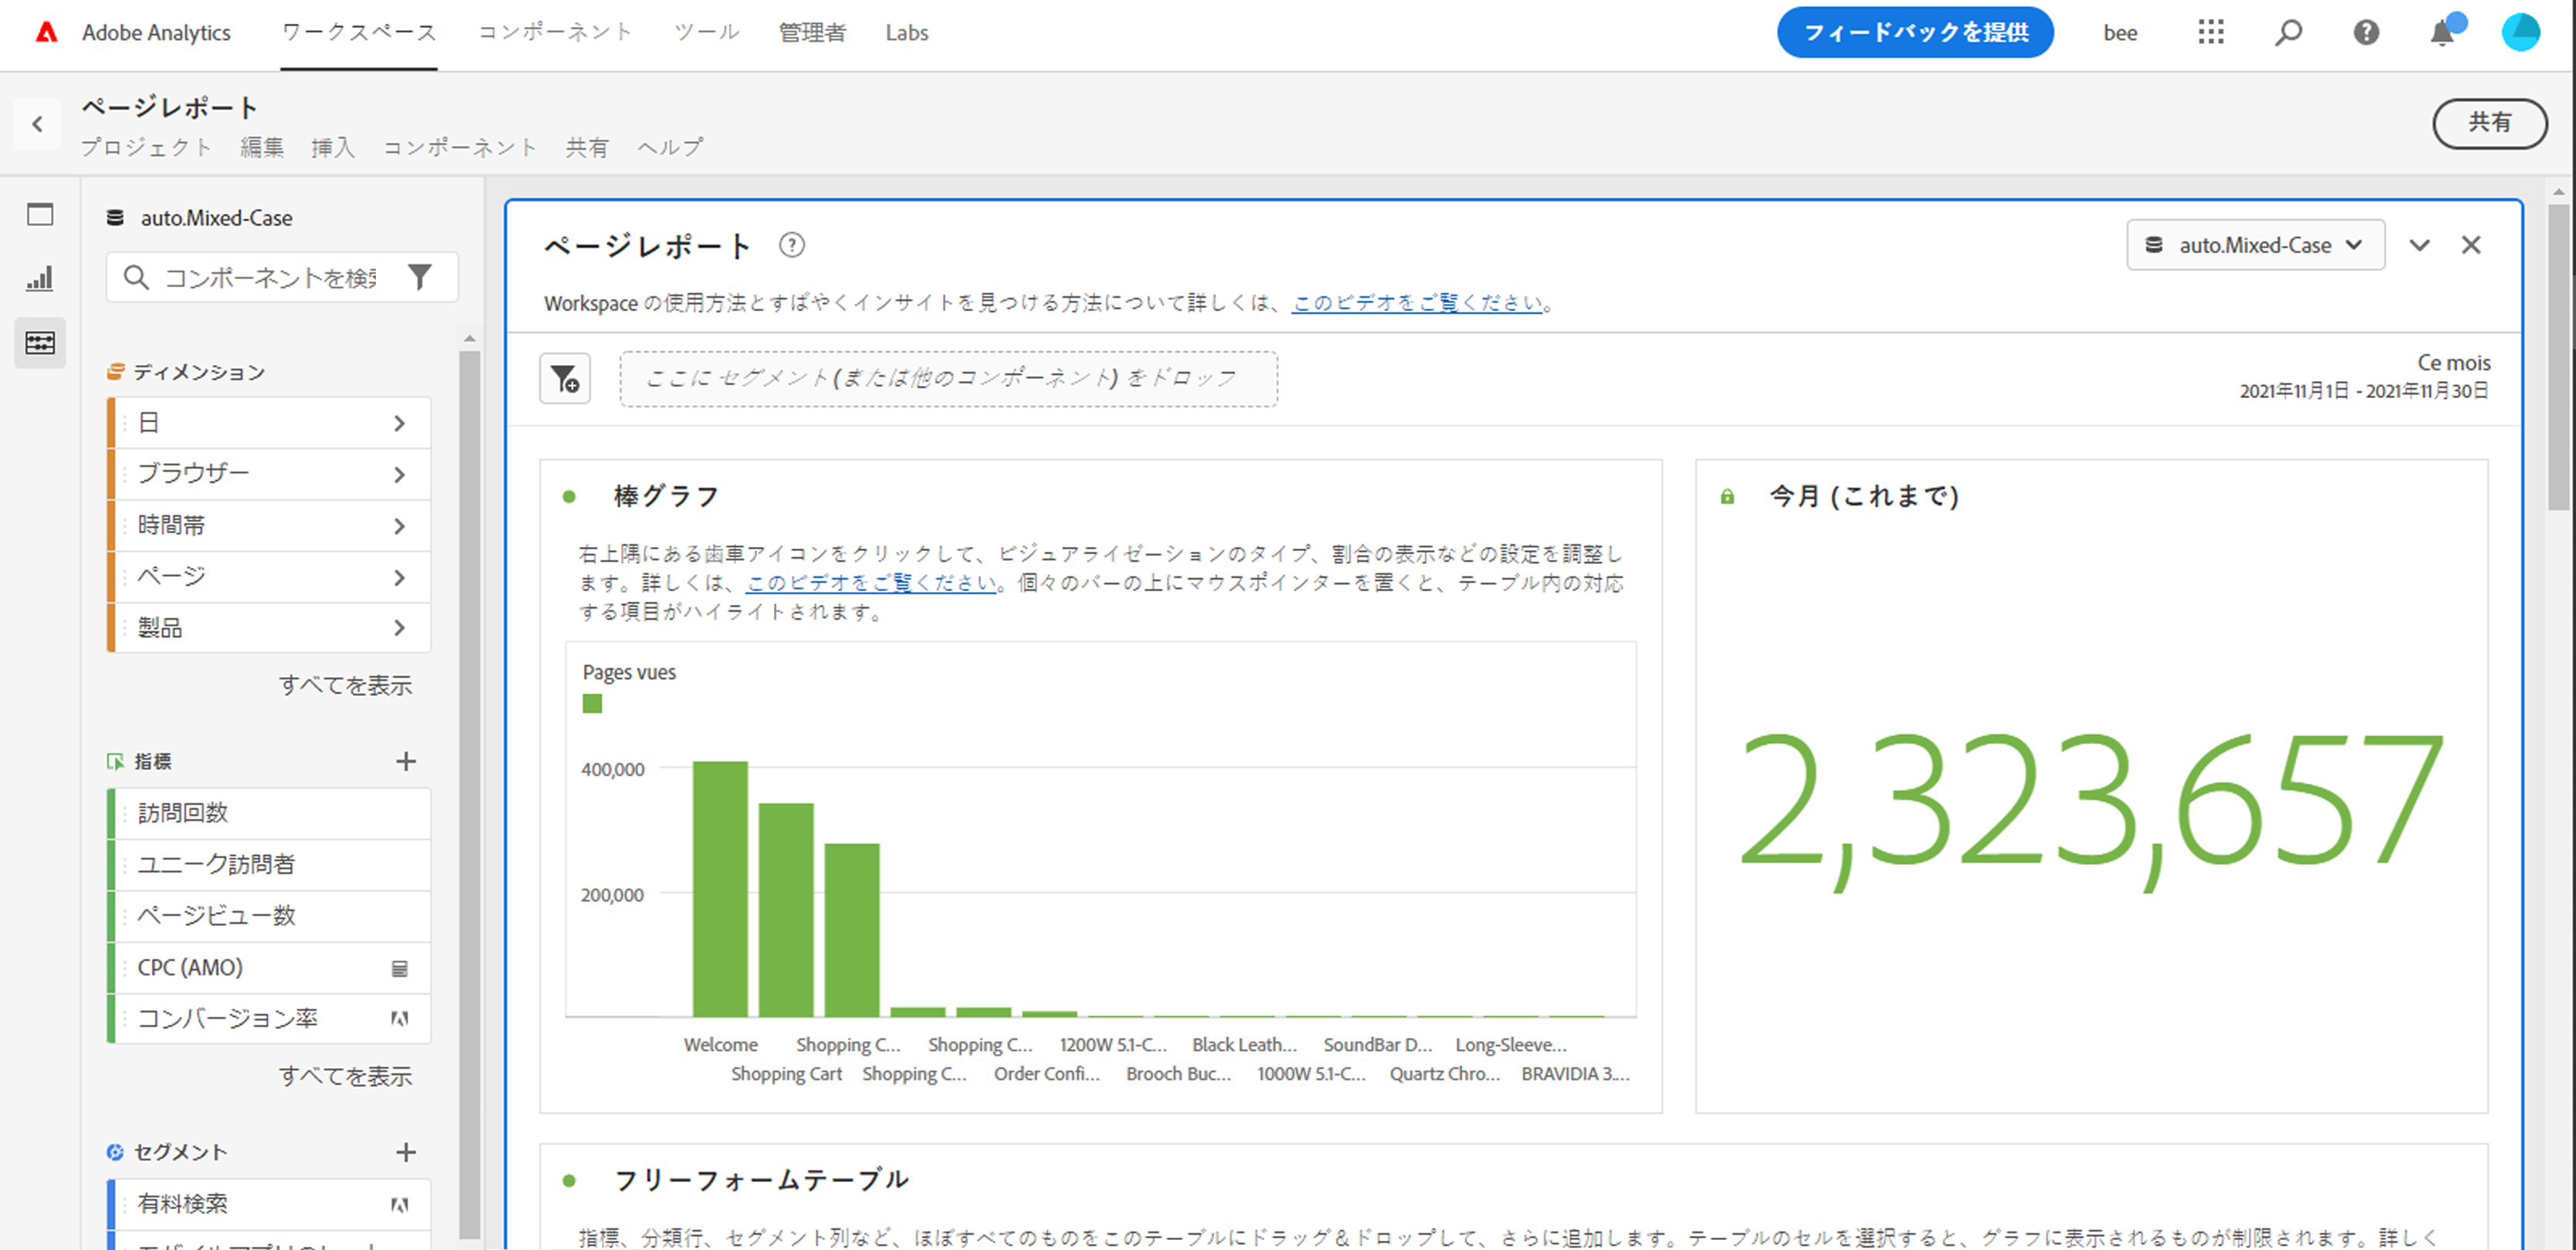 Adobe Analytics ワークスペース コンポーネント ツール 管理者 Labs フィードバックを提供 bee
ページレポート
プロジェクト 編集 挿入 コンポーネント 共有 ヘルプ
共有
auto.Mixed-Case
コンポーネントを検
ディメンション
日
ブラウザー
時間帯
ページ
製品
すべてを表示
指標
訪問回数
ユニーク訪問者
ページビュー数
CPC (AMO)
コンバージョン率
すべてを表示
セグメント
有料検索
ページレポート
auto.Mixed-Case
Workspace の使用方法とすばやくインサイトを見つける方法について詳しくは、このビデオをご覧ください。
ここに セグメント (または他のコンポーネント) をドロッフ
Ce mois
2021年11月1日 - 2021年11月30日
棒グラフ
右上隅にある歯車アイコンをクリックして、ビジュアライゼーションのタイプ、割合の表示などの設定を調整し
ます。詳しくは、このビデオをご覧ください。個々のバーの上にマウスポインターを置くと、テーブル内の対応
する項目がハイライトされます。
Pages vues
400,000
200,000
Welcome Shopping C... Shopping C... 1200W 5.1-C... Black Leath... SoundBar D... Long-Sleeve...
Shopping Cart Shopping C... Order Confi... Brooch Buc... 1000W 5.1-C... Quartz Chro... BRAVIDIA 3....
今月 (これまで)
2,323,657
フリーフォームテーブル
指標、分類行、セグメント列など、ほぼすべてのものをこのテーブルにドラッグ＆ドロップして、さらに追加します。テーブルのセルを選択すると、グラフに表示されるものが制限されます。詳しく